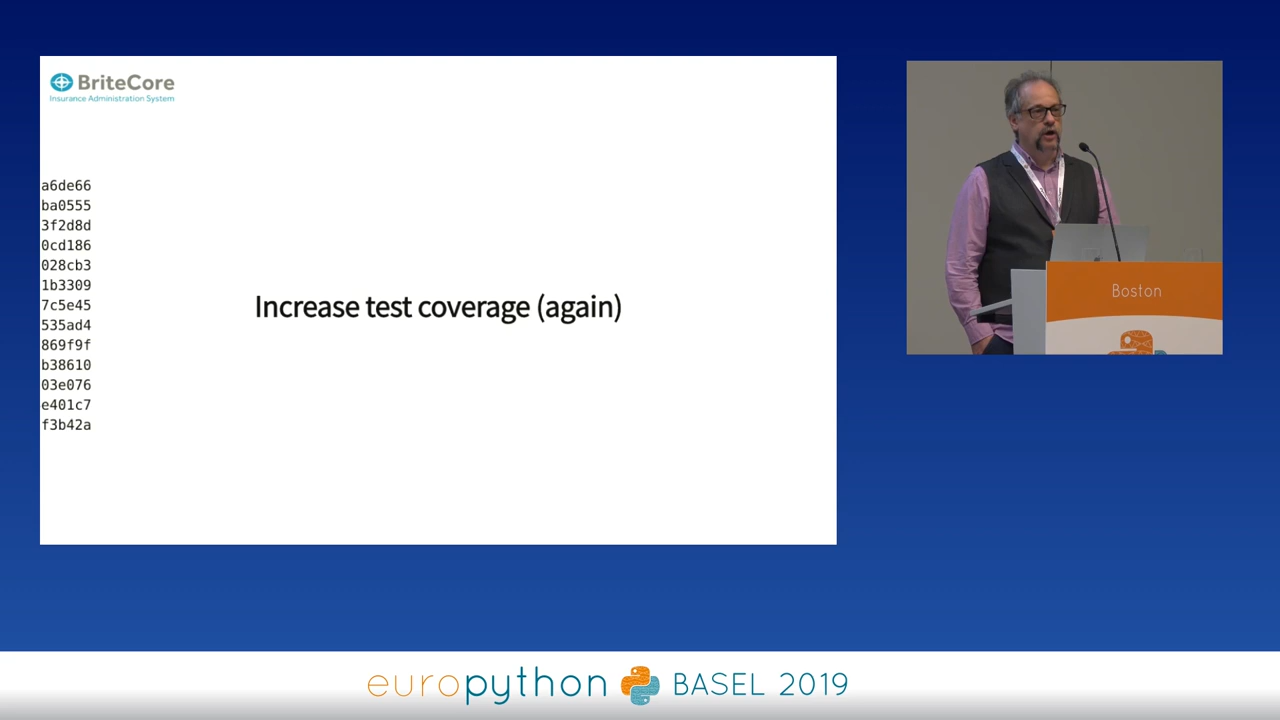 BriteCore
Insurance Administration System
a6de66
ba0555
3f2d8d
0cd186
028cb3
1b3309
7c5e45
535ad4
869f9f
b38610
03e076
e401c7
f3b42a
Increase test coverage (again)
Boston
europython BASEL 2019